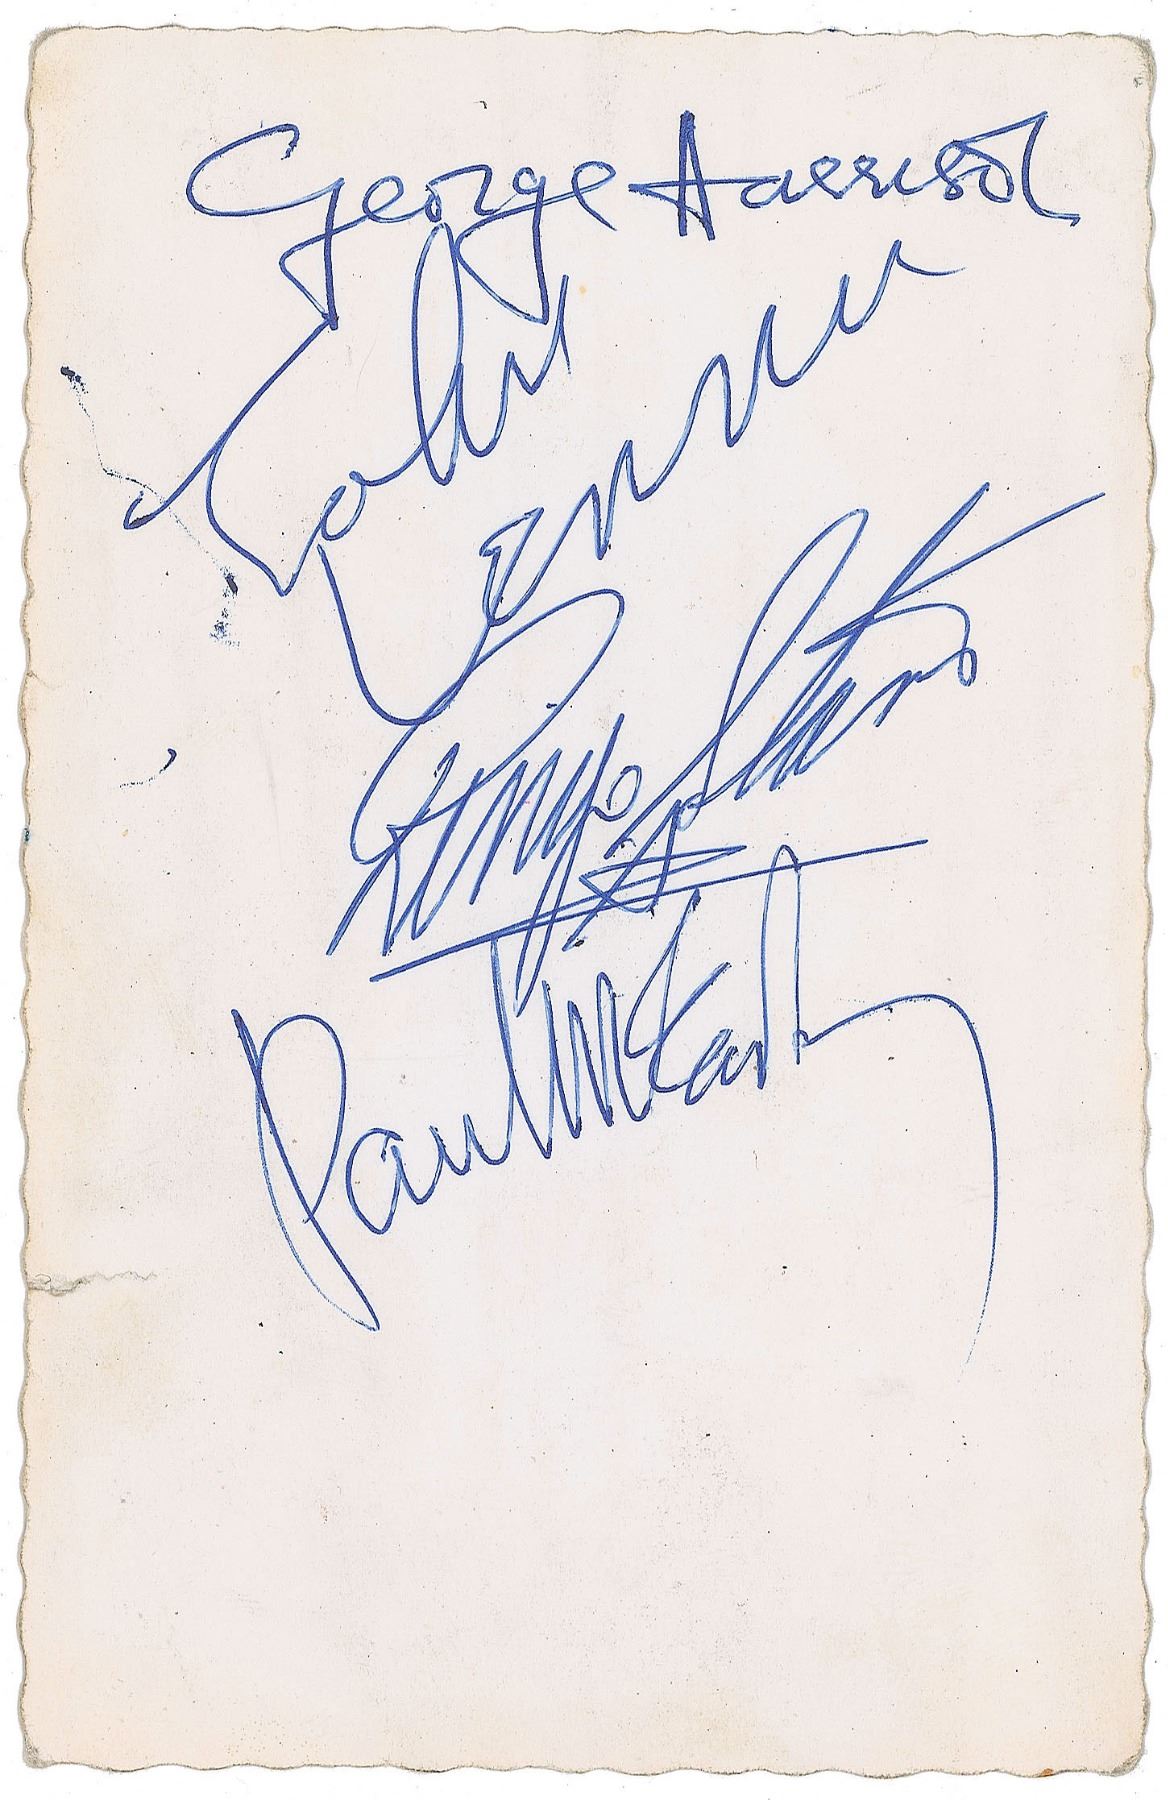 George Harrison
John Lennon
Ringo Starr
Paul McCartney